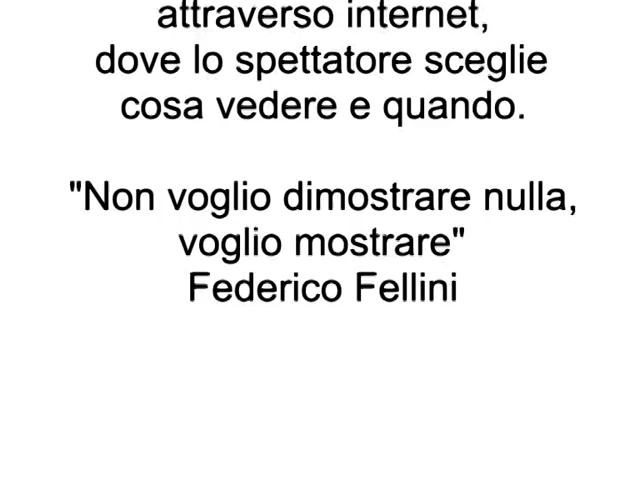 attraverso internet,
dove lo spettatore sceglie
cosa vedere e quando.
"Non voglio dimostrare nulla,
voglio mostrare"
Federico Fellini